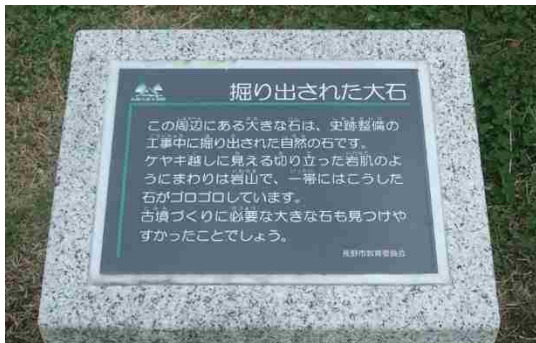 掘り出された大石
この周辺にある大きな石は、史跡整備の
工事中に掘り出された自然の石です。
ケヤキ越しに見える切り立った岩肌のよ
うにまわりは岩山で、一帯にはこうした
石がゴロゴロしています。
古墳づくりに必要な大きな石も見つけや
すかったことでしょう。
長野市教育委員会